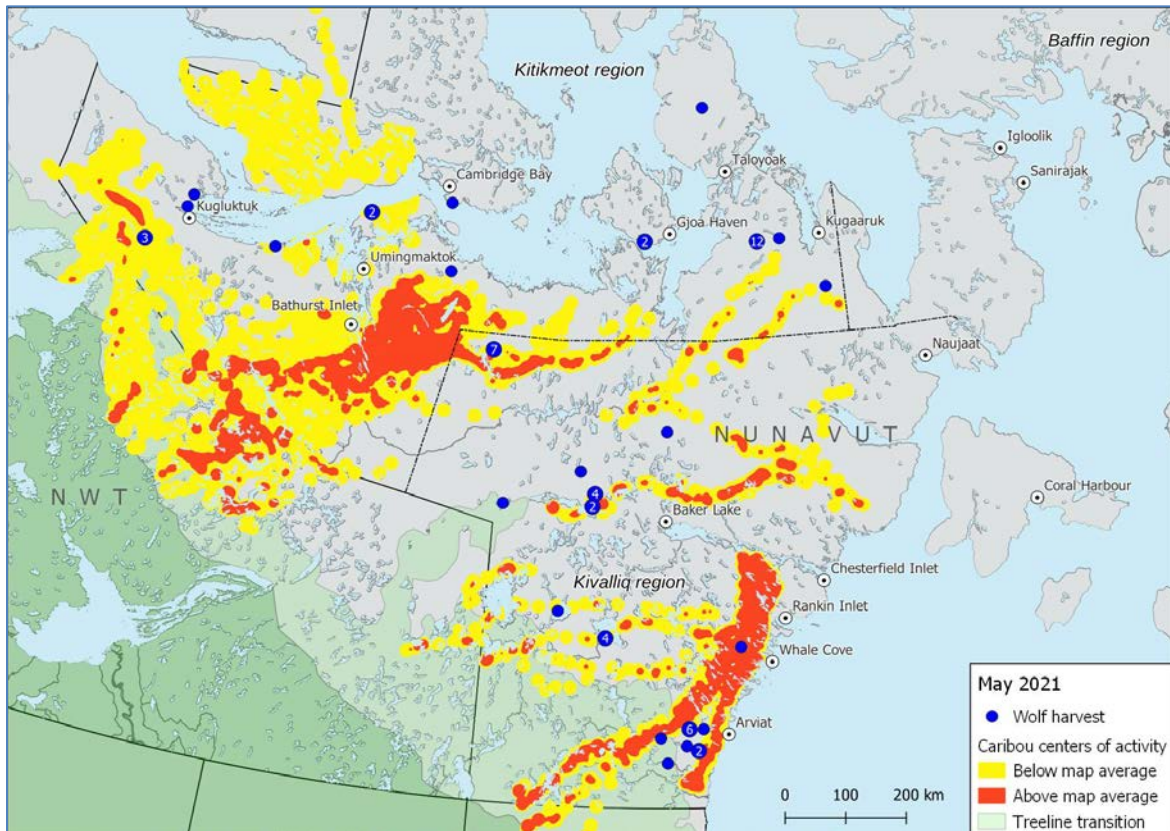 Baffin region
Kitikmeot region
Igloolik
Taloyoak
Sanirajak
Cambridge Bay
Kugluktuk
2
Gjoa Haven
Kugaaruk
3
2
12
Umingmaktok
Bathurst Inlet
7
Naujaat
NUNAVUT
NWT
4
2
Coral Harbour
Baker Lake
Chesterfield Inlet
Kivalliq region
Rankin Inlet
4
Whale Cove
May 2021
6
Arviat
Wolf harvest
2
Caribou centers of activity
Below map average
0 100 200 km
Above map average
Treeline transition